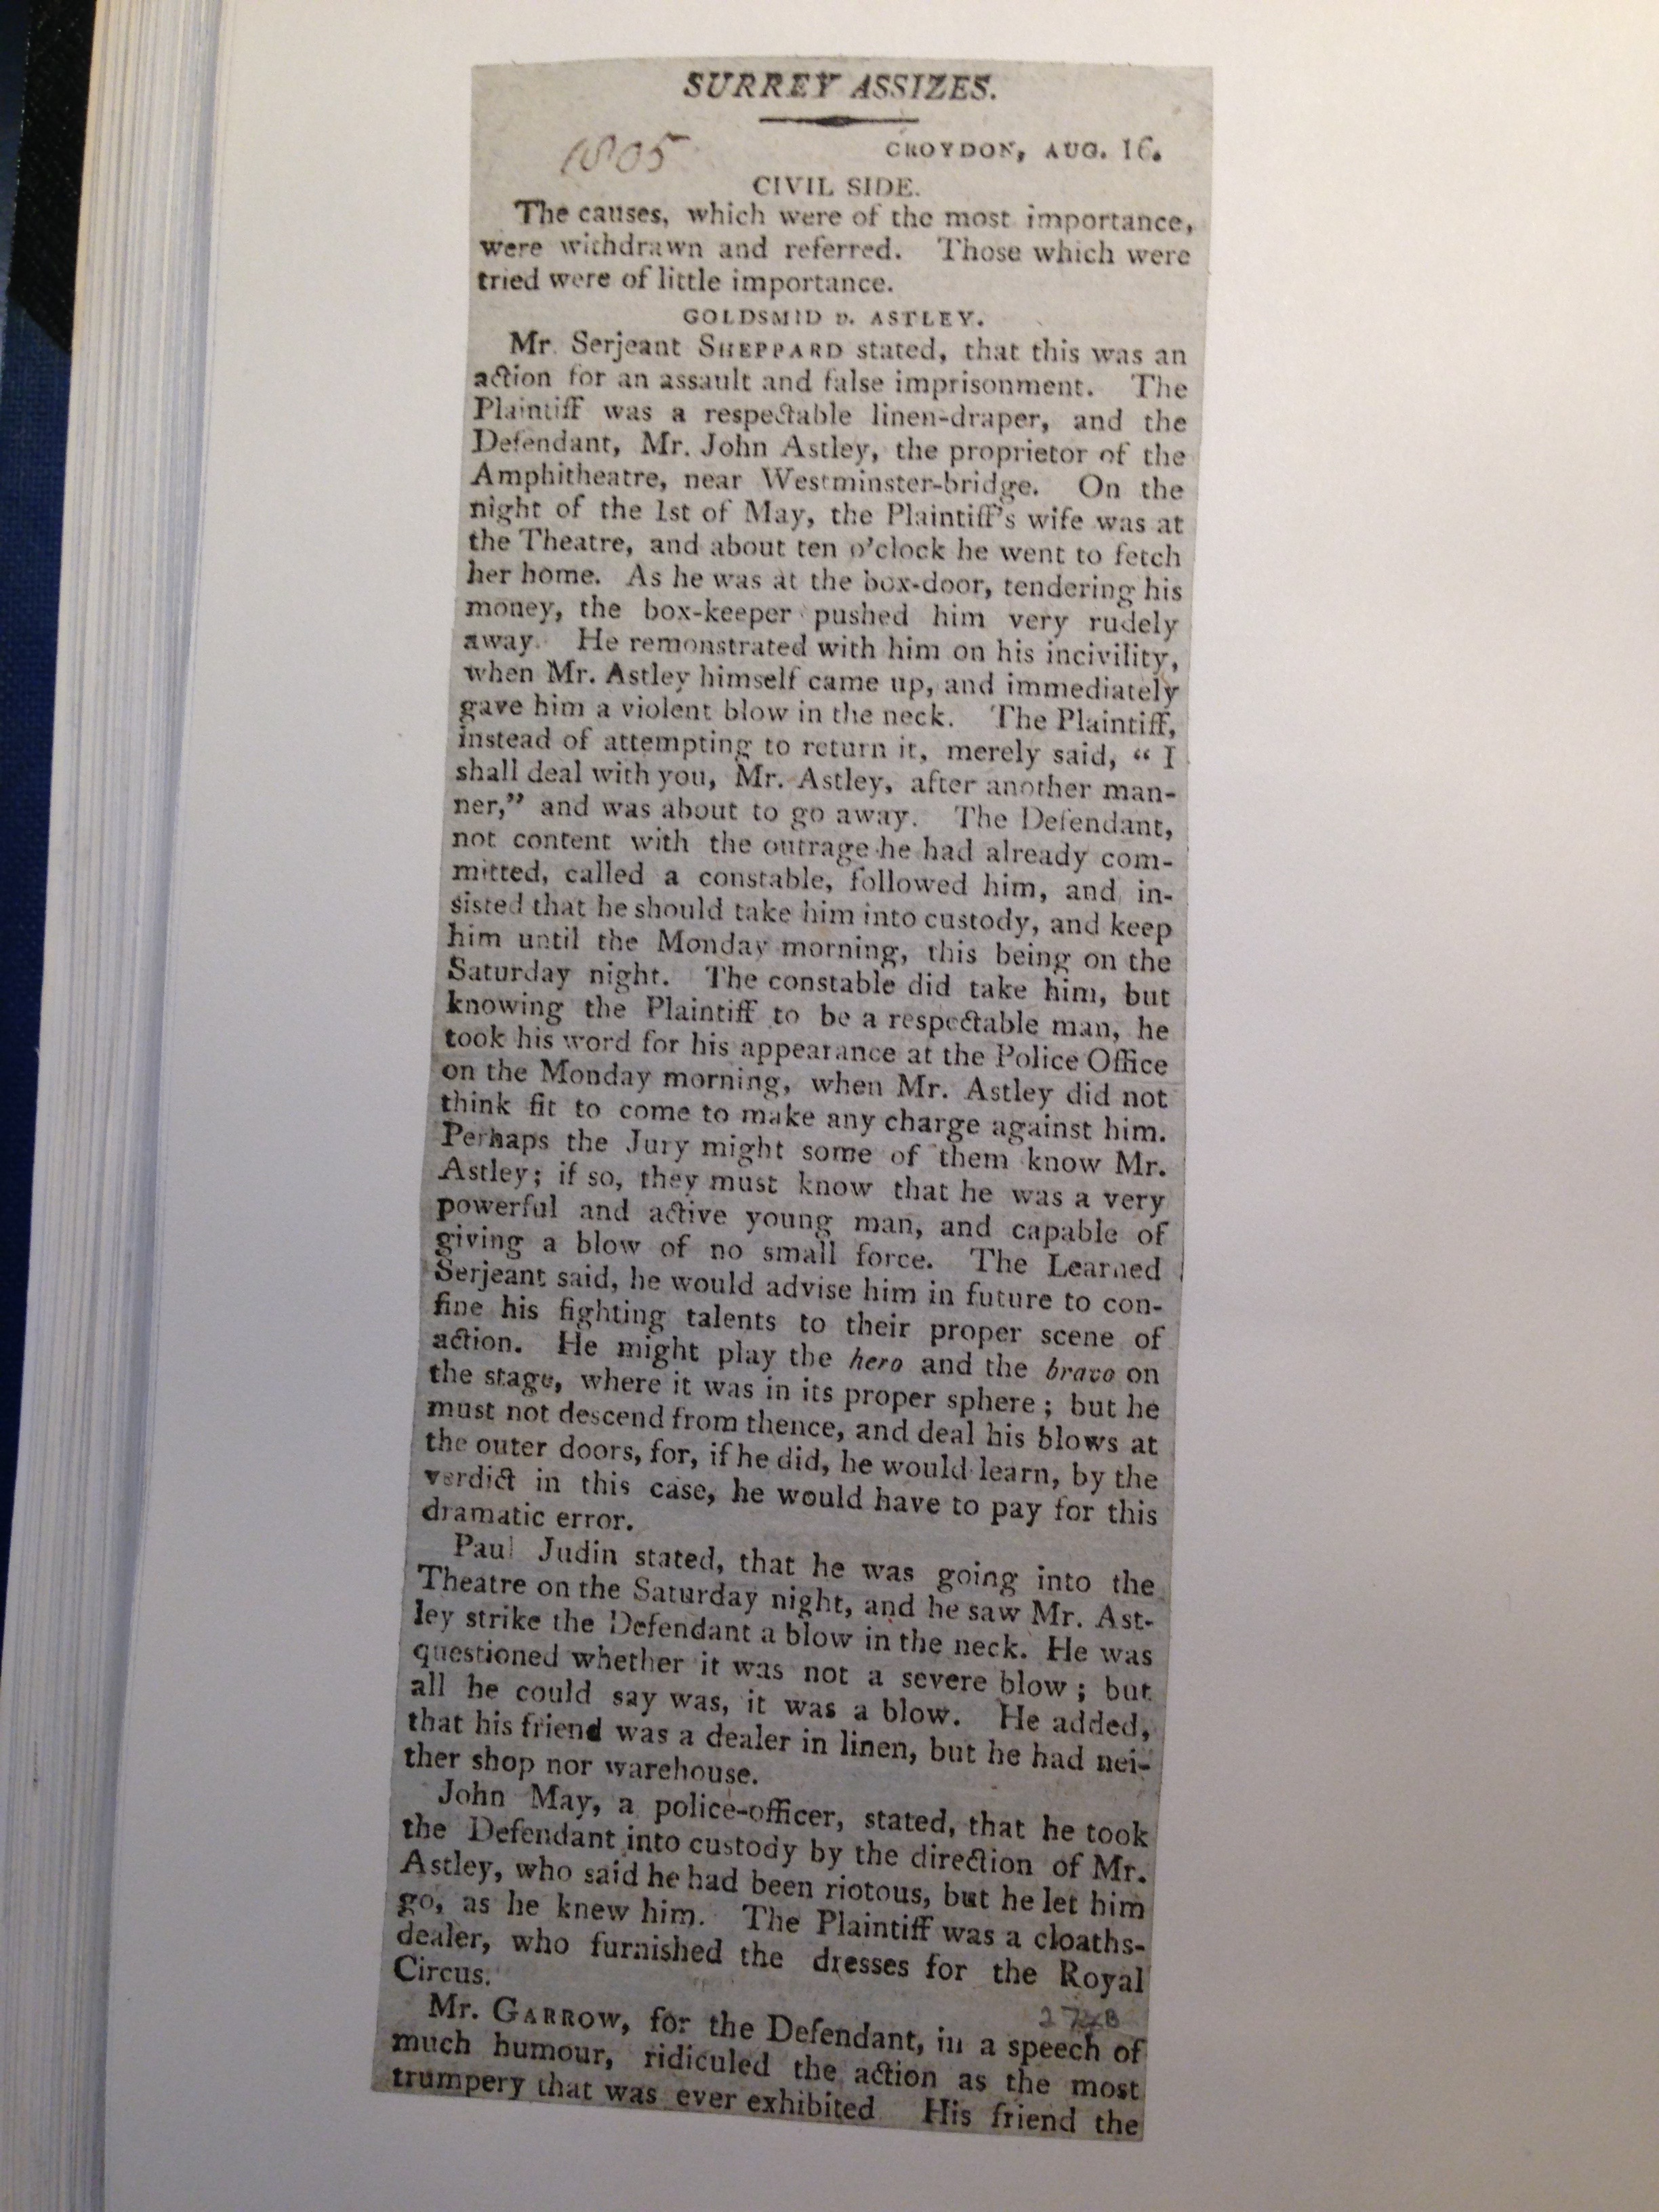 SURREY ASSIZES.
1805
CROYDON, AUG. 16.
CIVIL SIDE.
The causes, which were of the most importance,
were withdrawn and referred. Those which were
tried were of little importance.
GOLDSMID v. ASTLEY.
Mr. Serjeant SHEPPARD stated, that this was an
action for an assault and false imprisonment. The
Plaintiff was a respectable linen-draper, and the
Defendant, Mr. John Astley, the proprietor of the
Amphitheatre, near Westminster-bridge. On the
night of the 1st of May, the Plaintiff's wife was at
the Theatre, and about ten o'clock he went to fetch
her home. As he was at the box-door, tendering his
money, the box-keeper pushed him very rudely
away. He remonstrated with him on his incivility,
when Mr. Astley himself came up, and immediately
gave him a violent blow in the neck. The Plaintiff,
instead of attempting to return it, merely said, “ I
shall deal with you, Mr. Astley, after another man-
ner,” and was about to go away. The Defendant,
not content with the outrage he had already com-
mitted, called a constable, followed him, and in-
sisted that he should take him into custody, and keep
him until the Monday morning, this being on the
Saturday night. The constable did take him, but
knowing the Plaintiff to be a respectable man, he
took his word for his appearance at the Police Office
on the Monday morning, when Mr. Astley did not
think fit to come to make any charge against him.
Perhaps the Jury might some of them know Mr.
Astley; if so, they must know that he was a very
powerful and active young man, and capable of
giving a blow of no small force. The Learned
Serjeant said, he would advise him in future to con-
fine his fighting talents to their proper scene of
action. He might play the hero and the bravo on
the stage, where it was in its proper sphere ; but he
must not descend from thence, and deal his blows at
the outer doors, for, if he did, he would learn, by the
verdict in this case, he would have to pay for this
dramatic error.
Paul Judin stated, that he was going into the
Theatre on the Saturday night, and he saw Mr. Ast-
ley strike the Defendant a blow in the neck. He was
questioned whether it was not a severe blow ; but
all he could say was, it was a blow. He added,
that his friend was a dealer in linen, but he had nei-
ther shop nor warehouse.
John May, a police-officer, stated, that he took
the Defendant into custody by the direction of Mr.
Astley, who said he had been riotous, but he let him
go, as he knew him. The Plaintiff was a cloaths-
dealer, who furnished the dresses for the Royal
Circus.
Mr. GARROW, for the Defendant, in a speech of
much humour, ridiculed the action as the most
trumpery that was ever exhibited His friend the